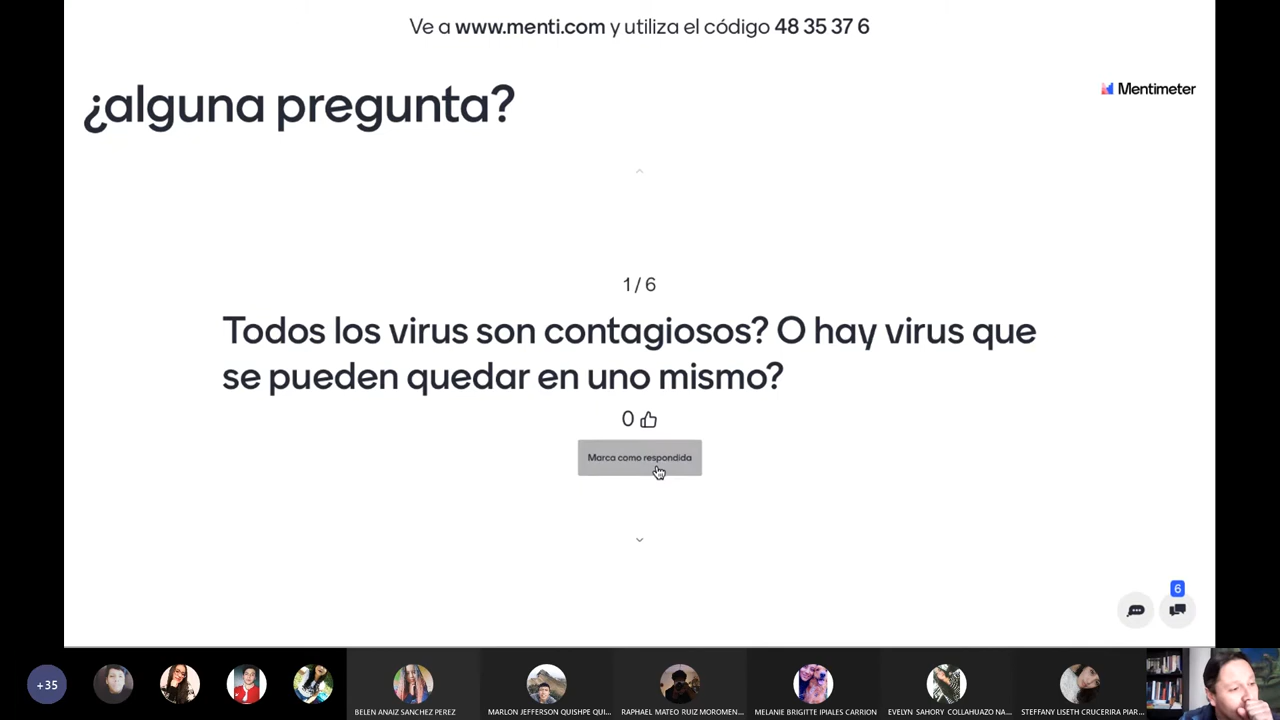 Ve a www.menti.com y utiliza el código 48 35 37 6
¿alguna pregunta?
Mentimeter
1 / 6
Todos los virus son contagiosos? O hay virus que
se pueden quedar en uno mismo?
0
Marca como respondida
6
+35
BELEN ANAIZ SANCHEZ PEREZ
MARLON JEFFERSON QUISHPE QUI...
RAPHAEL MATEO RUIZ MOROMEN...
MELANIE BRIGITTE IPIALES CARRION
EVELYN SAHORY COLLAHUAZO NA...
STEFFANY LISETH CRUCERIRA PIAR...